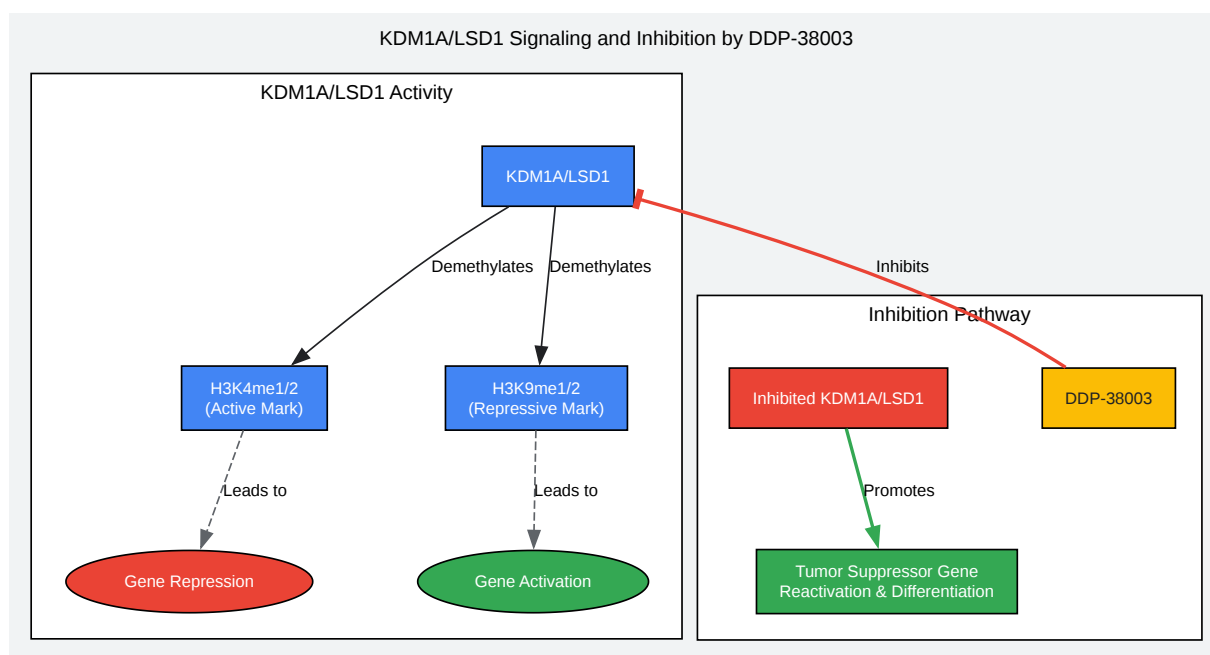 KDM1A/LSD1 Signaling and Inhibition by DDP-38003
KDM1A/LSD1 Activity
KDM1A/LSD1
Demethylates
Demethylates
H3K4me1/2
(Active Mark)
H3K9me1/2
(Repressive Mark)
Leads to
Leads to
Gene Repression
Gene Activation
Inhibits
Inhibition Pathway
Inhibited KDM1A/LSD1
DDP-38003
Promotes
Tumor Suppressor Gene
Reactivation & Differentiation